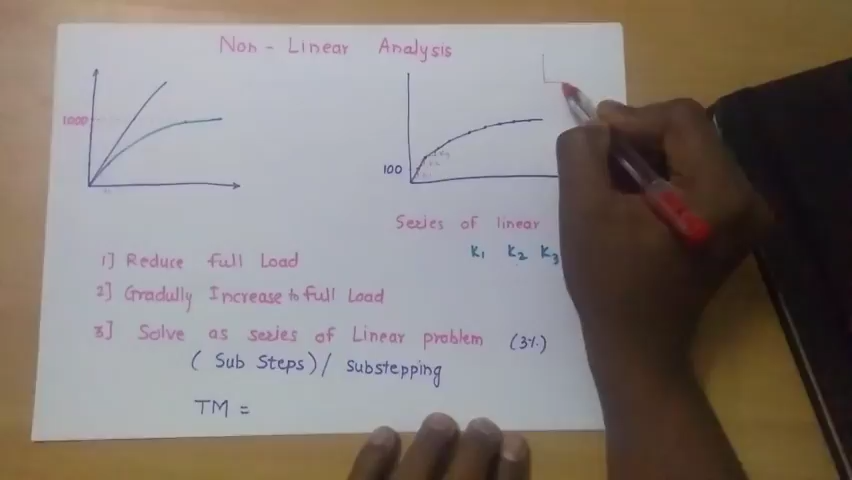 Non - Linear Analysis
1000
100
Series of linear
K1 K2 K3
1] Reduce full Load
2] Gradully Increase to full Load
3] Solve as series of Linear problem (3%)
( Sub Steps) / Substepping
TM =